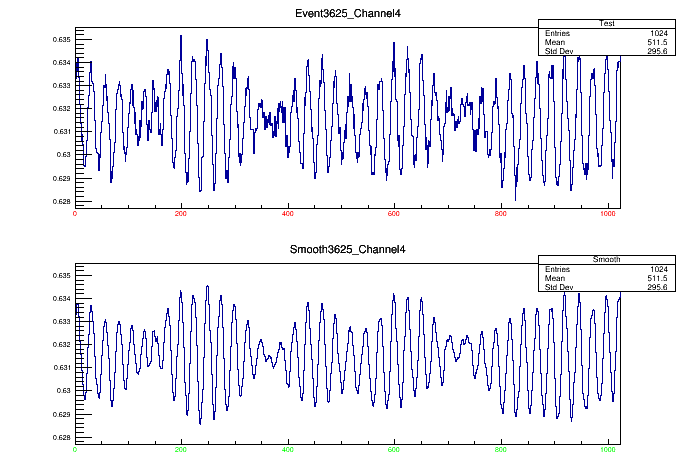 Event3625_Channel4
Test
Entries 1024
Mean 511.5
Std Dev 295.6
0.635
0.634
0.633
0.632
0.631
0.63
0.629
0.628
0 200 400 600 800 1000
Smooth3625_Channel4
Smooth
Entries 1024
Mean 511.5
Std Dev 295.6
0.635
0.634
0.633
0.632
0.631
0.63
0.629
0.628
0 200 400 600 800 1000